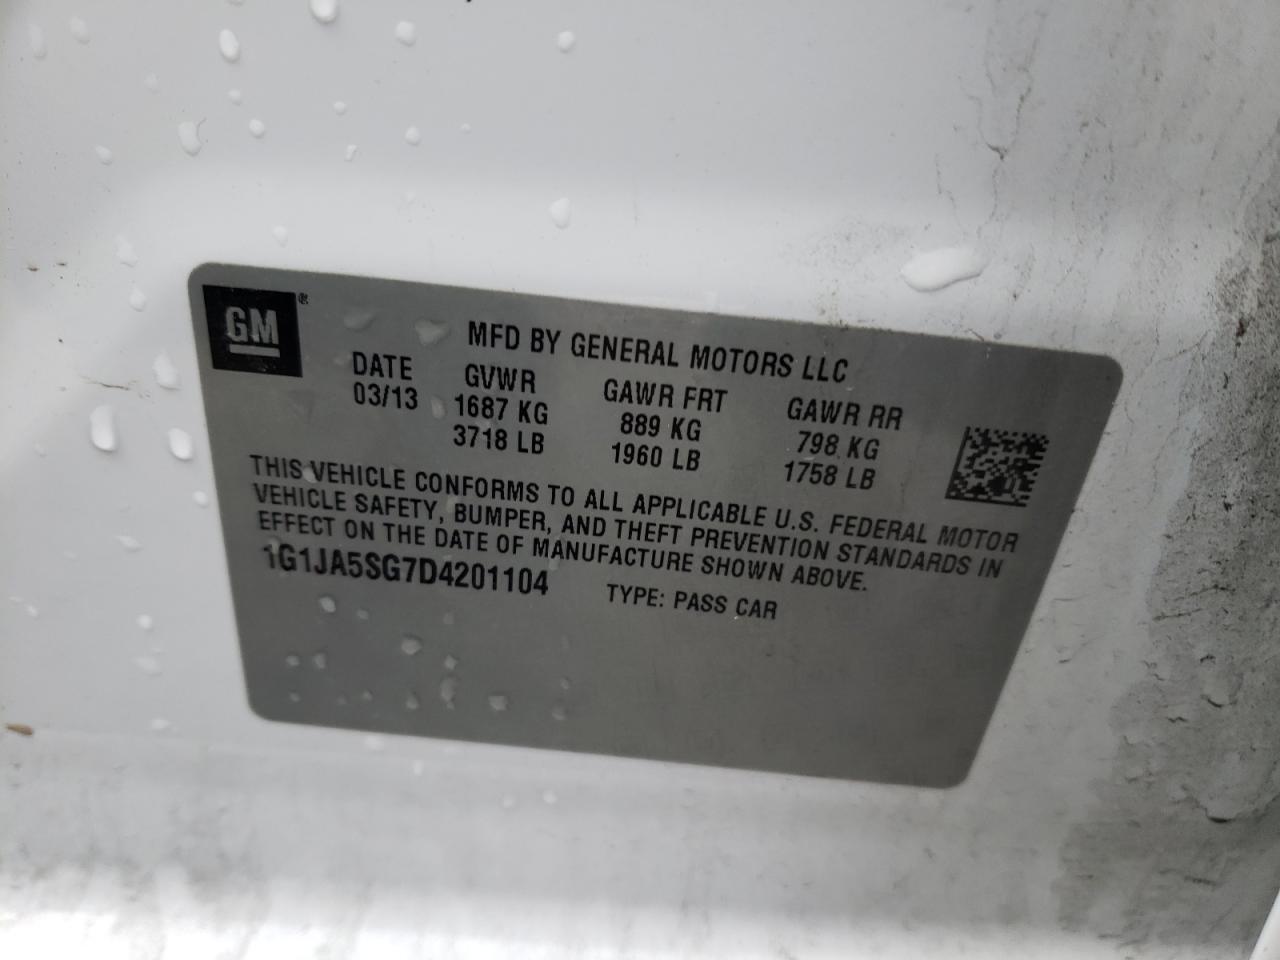 GM®
MFD BY GENERAL MOTORS LLC
DATE GVWR GAWR FRT GAWR RR
03/13 1687 KG 889 KG 798 KG
3718 LB 1960 LB 1758 LB
THIS VEHICLE CONFORMS TO ALL APPLICABLE U.S. FEDERAL MOTOR
VEHICLE SAFETY, BUMPER, AND THEFT PREVENTION STANDARDS IN
EFFECT ON THE DATE OF MANUFACTURE SHOWN ABOVE.
1G1JA5SG7D4201104 TYPE: PASS CAR